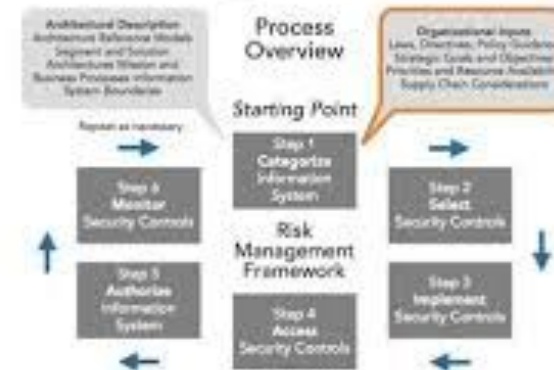 Architectural Description
Architecture Reference Models
Segment and Solution
Architectures Mission and
Business Processes Information
System Boundaries
Process
Overview
Organizational Inputs
Laws, Directives, Policy Guidance
Strategic Goals and Objectives
Priorities and Resource Availability
Supply Chain Considerations
Starting Point
Repeat as necessary
Step 1
Categorize
Information
System
Step 6
Monitor
Security Controls
Step 2
Select
Security Controls
Risk
Management
Framework
Step 5
Authorize
Information
System
Step 3
Implement
Security Controls
Step 4
Access
Security Controls